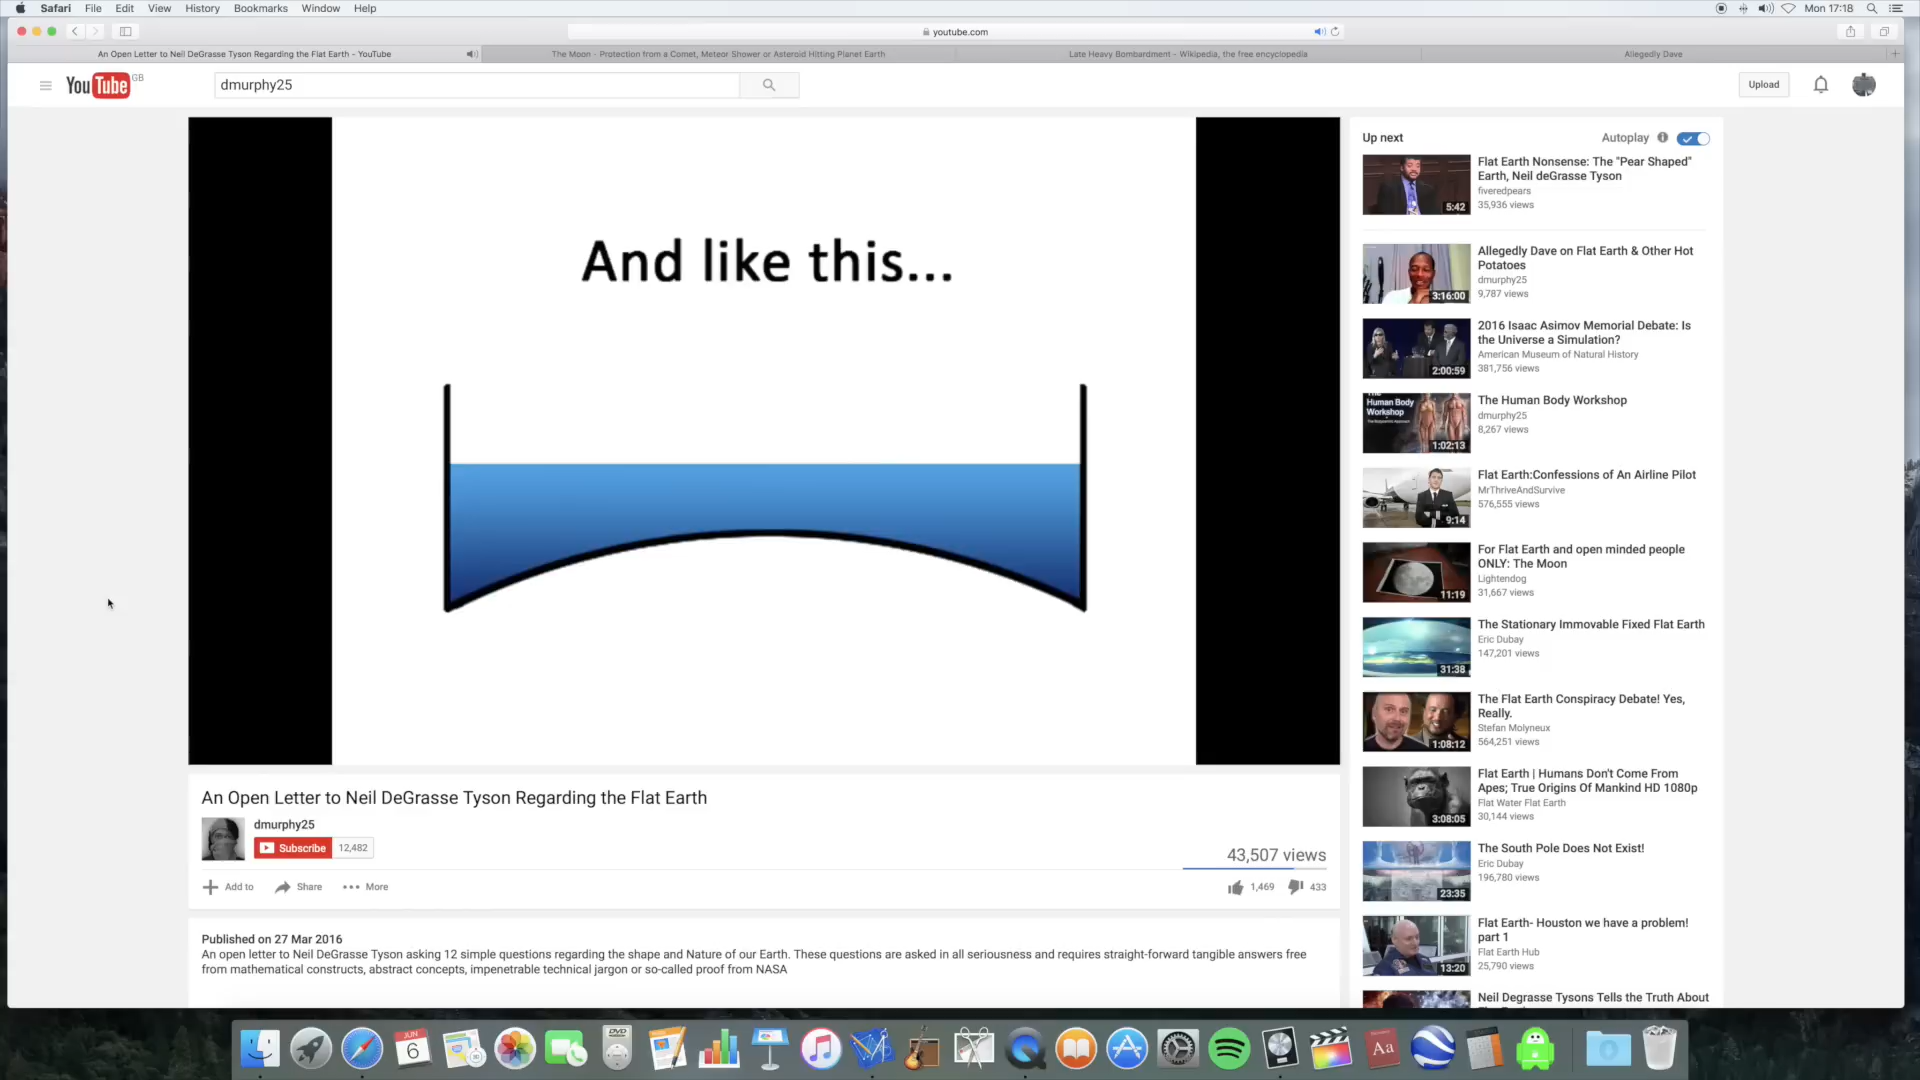 Safari File Edit View History Bookmarks Window Help
Mon 17:18
youtube.com
An Open Letter to Neil DeGrasse Tyson Regarding the Flat Earth - YouTube
The Moon - Protection from a Comet, Meteor Shower or Asteroid Hitting Planet Earth
Late Heavy Bombardment - Wikipedia, the free encyclopedia
Allegedly Dave
YouTube GB
dmurphy25
Upload
And like this...
An Open Letter to Neil DeGrasse Tyson Regarding the Flat Earth
dmurphy25
Subscribe 12,482
43,507 views
Add to Share More
1,469 433
Published on 27 Mar 2016
An open letter to Neil DeGrasse Tyson asking 12 simple questions regarding the shape and Nature of our Earth. These questions are asked in all seriousness and requires straight-forward tangible answers free
from mathematical constructs, abstract concepts, impenetrable technical jargon or so-called proof from NASA
Up next
Autoplay
Flat Earth Nonsense: The "Pear Shaped"
Earth, Neil deGrasse Tyson
fiveredpears
35,936 views
5:42
Allegedly Dave on Flat Earth & Other Hot
Potatoes
dmurphy25
9,787 views
3:16:00
2016 Isaac Asimov Memorial Debate: Is
the Universe a Simulation?
American Museum of Natural History
381,756 views
2:00:59
The Human Body Workshop
dmurphy25
8,267 views
Human Body
Workshop
1:02:13
Flat Earth:Confessions of An Airline Pilot
MrThriveAndSurvive
576,555 views
9:14
For Flat Earth and open minded people
ONLY: The Moon
Lightendog
31,667 views
11:19
The Stationary Immovable Fixed Flat Earth
Eric Dubay
147,201 views
31:38
The Flat Earth Conspiracy Debate! Yes,
Really.
Stefan Molyneux
564,251 views
1:08:12
Flat Earth | Humans Don't Come From
Apes; True Origins Of Mankind HD 1080p
Flat Water Flat Earth
30,144 views
3:08:05
The South Pole Does Not Exist!
Eric Dubay
196,780 views
23:35
Flat Earth- Houston we have a problem!
part 1
Flat Earth Hub
25,790 views
13:20
Neil Degrasse Tysons Tells the Truth About
JUN
6
DVD
Aa